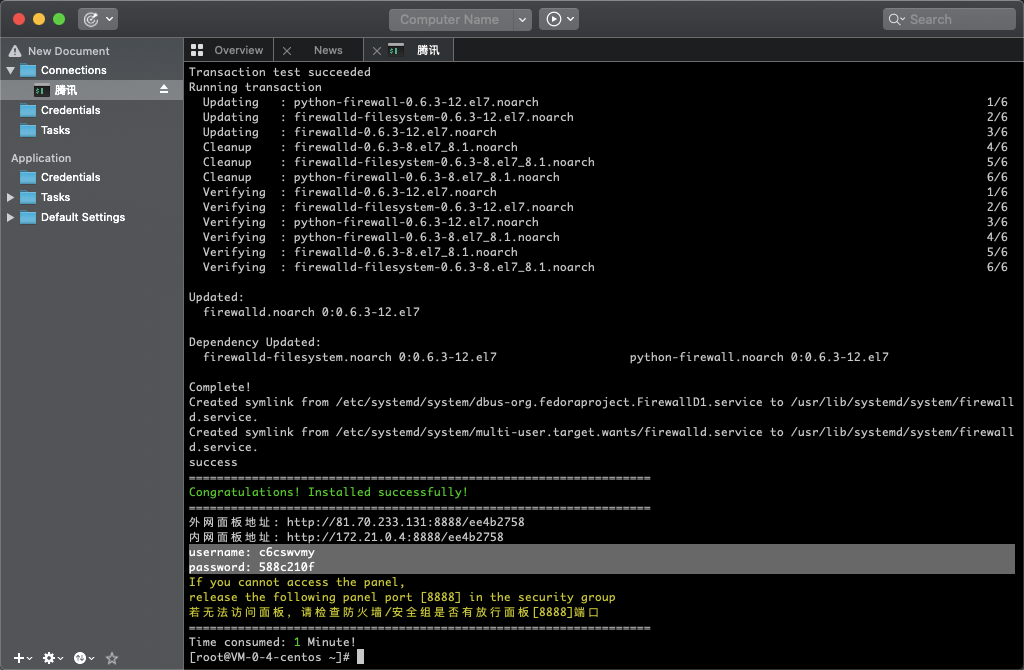 Computer Name
Search
New Document
Connections
腾讯
Credentials
Tasks
Application
Credentials
Tasks
Default Settings
Overview
News
腾讯
Transaction test succeeded
Running transaction
Updating : python-firewall-0.6.3-12.el7.noarch 1/6
Updating : firewalld-filesystem-0.6.3-12.el7.noarch 2/6
Updating : firewalld-0.6.3-12.el7.noarch 3/6
Cleanup : firewalld-0.6.3-8.el7_8.1.noarch 4/6
Cleanup : firewalld-filesystem-0.6.3-8.el7_8.1.noarch 5/6
Cleanup : python-firewall-0.6.3-8.el7_8.1.noarch 6/6
Verifying : firewalld-0.6.3-12.el7.noarch 1/6
Verifying : firewalld-filesystem-0.6.3-12.el7.noarch 2/6
Verifying : python-firewall-0.6.3-12.el7.noarch 3/6
Verifying : python-firewall-0.6.3-8.el7_8.1.noarch 4/6
Verifying : firewalld-0.6.3-8.el7_8.1.noarch 5/6
Verifying : firewalld-filesystem-0.6.3-8.el7_8.1.noarch 6/6
Updated:
firewalld.noarch 0:0.6.3-12.el7
Dependency Updated:
firewalld-filesystem.noarch 0:0.6.3-12.el7 python-firewall.noarch 0:0.6.3-12.el7
Complete!
Created symlink from /etc/systemd/system/dbus-org.fedoraproject.FirewallD1.service to /usr/lib/systemd/system/firewall
d.service.
Created symlink from /etc/systemd/system/multi-user.target.wants/firewalld.service to /usr/lib/systemd/system/firewall
d.service.
success
==================================================================
Congratulations! Installed successfully!
==================================================================
外网面板地址: http://81.70.233.131:8888/ee4b2758
内网面板地址: http://172.21.0.4:8888/ee4b2758
username: c6cswvmy
password: 588c210f
If you cannot access the panel,
release the following panel port [8888] in the security group
若无法访问面板，请检查防火墙/安全组是否有放行面板[8888]端口
==================================================================
Time consumed: 1 Minute!
[root@VM-0-4-centos ~]#